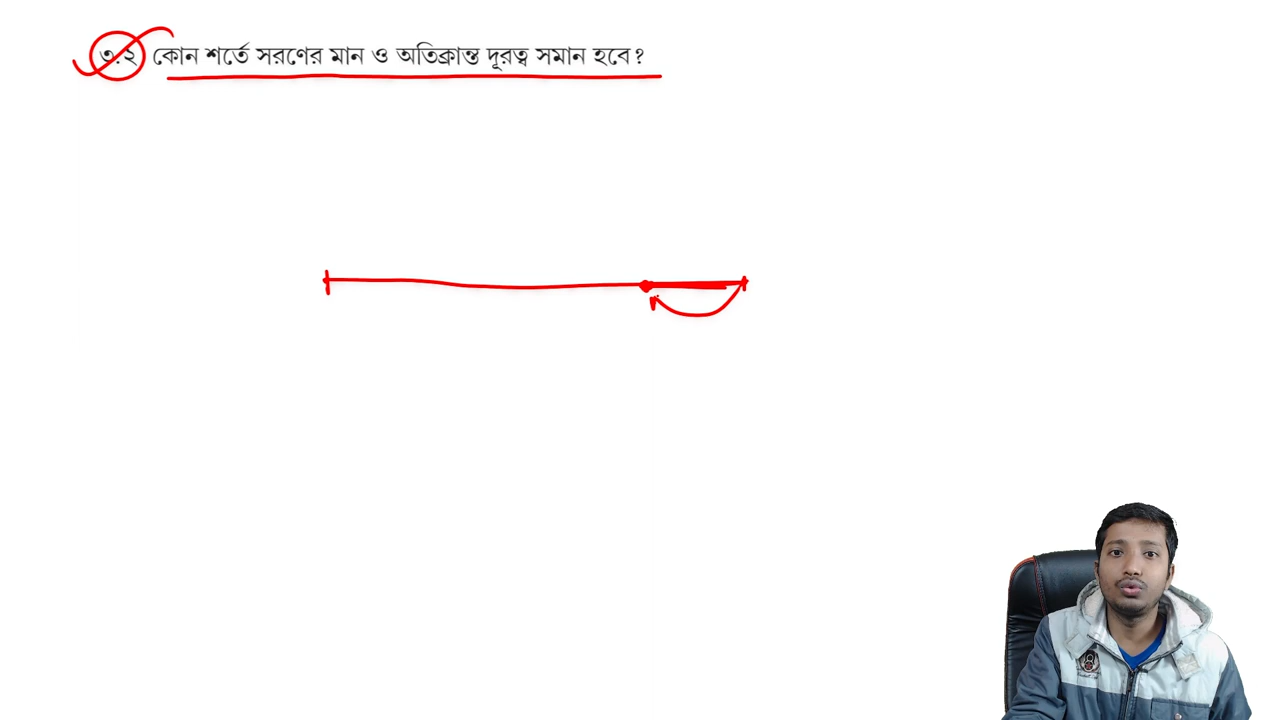 ৩.২ কোন শর্তে সরণের মান ও অতিক্রান্ত দূরত্ব সমান হবে?